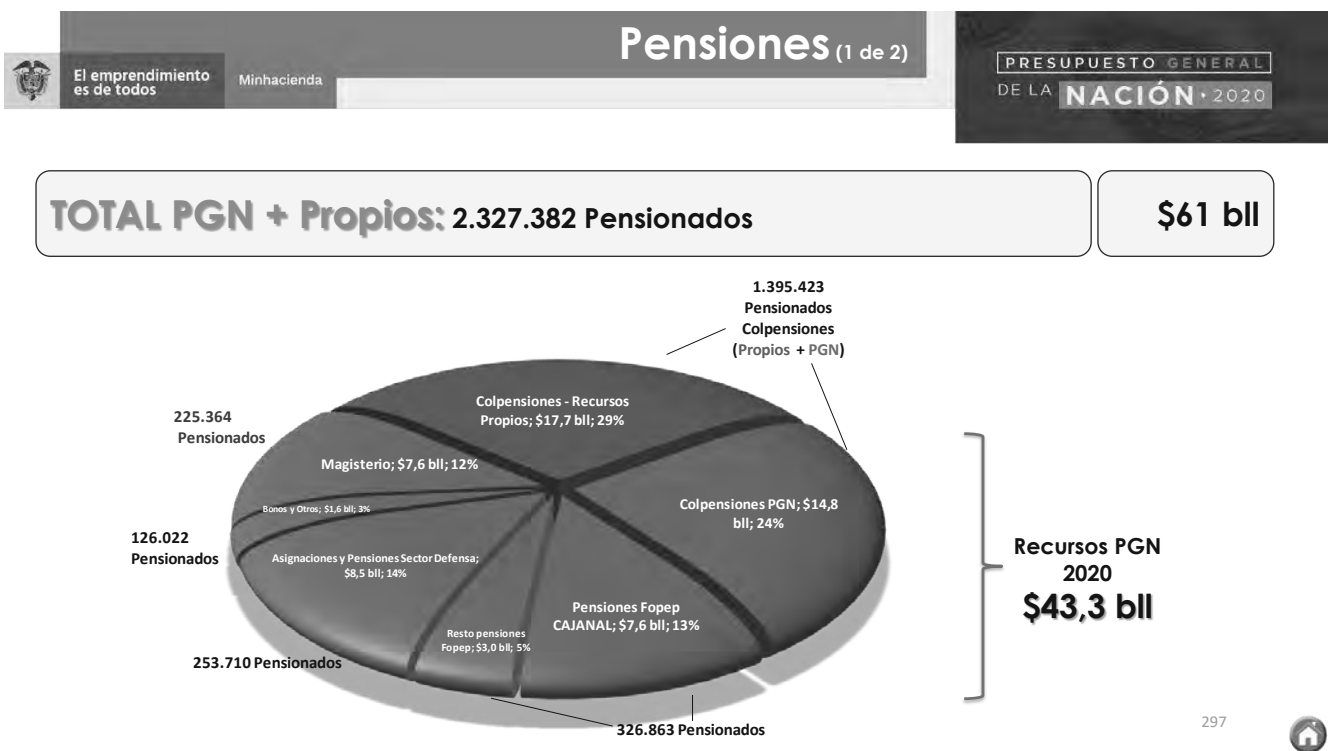 Pensiones (1 de 2)
El emprendimiento
es de todos
Minhacienda
PRESUPUESTO GENERAL
DE LA NACIÓN • 2020
TOTAL PGN + Propios: 2.327.382 Pensionados
$61 bll
1.395.423
Pensionados
Colpensiones
(Propios + PGN)
Colpensiones - Recursos
Propios; $17,7 bll; 29%
225.364
Pensionados
Magisterio; $7,6 bll; 12%
Colpensiones PGN; $14,8
bll; 24%
Bonos y Otros; $1,6 bll; 3%
126.022
Pensionados
Asignaciones y Pensiones Sector Defensa;
$8,5 bll; 14%
Recursos PGN
2020
$43,3 bll
Pensiones Fopep
CAJANAL; $7,6 bll; 13%
Resto pensiones
Fopep; $3,0 bll; 5%
253.710 Pensionados
326.863 Pensionados
297